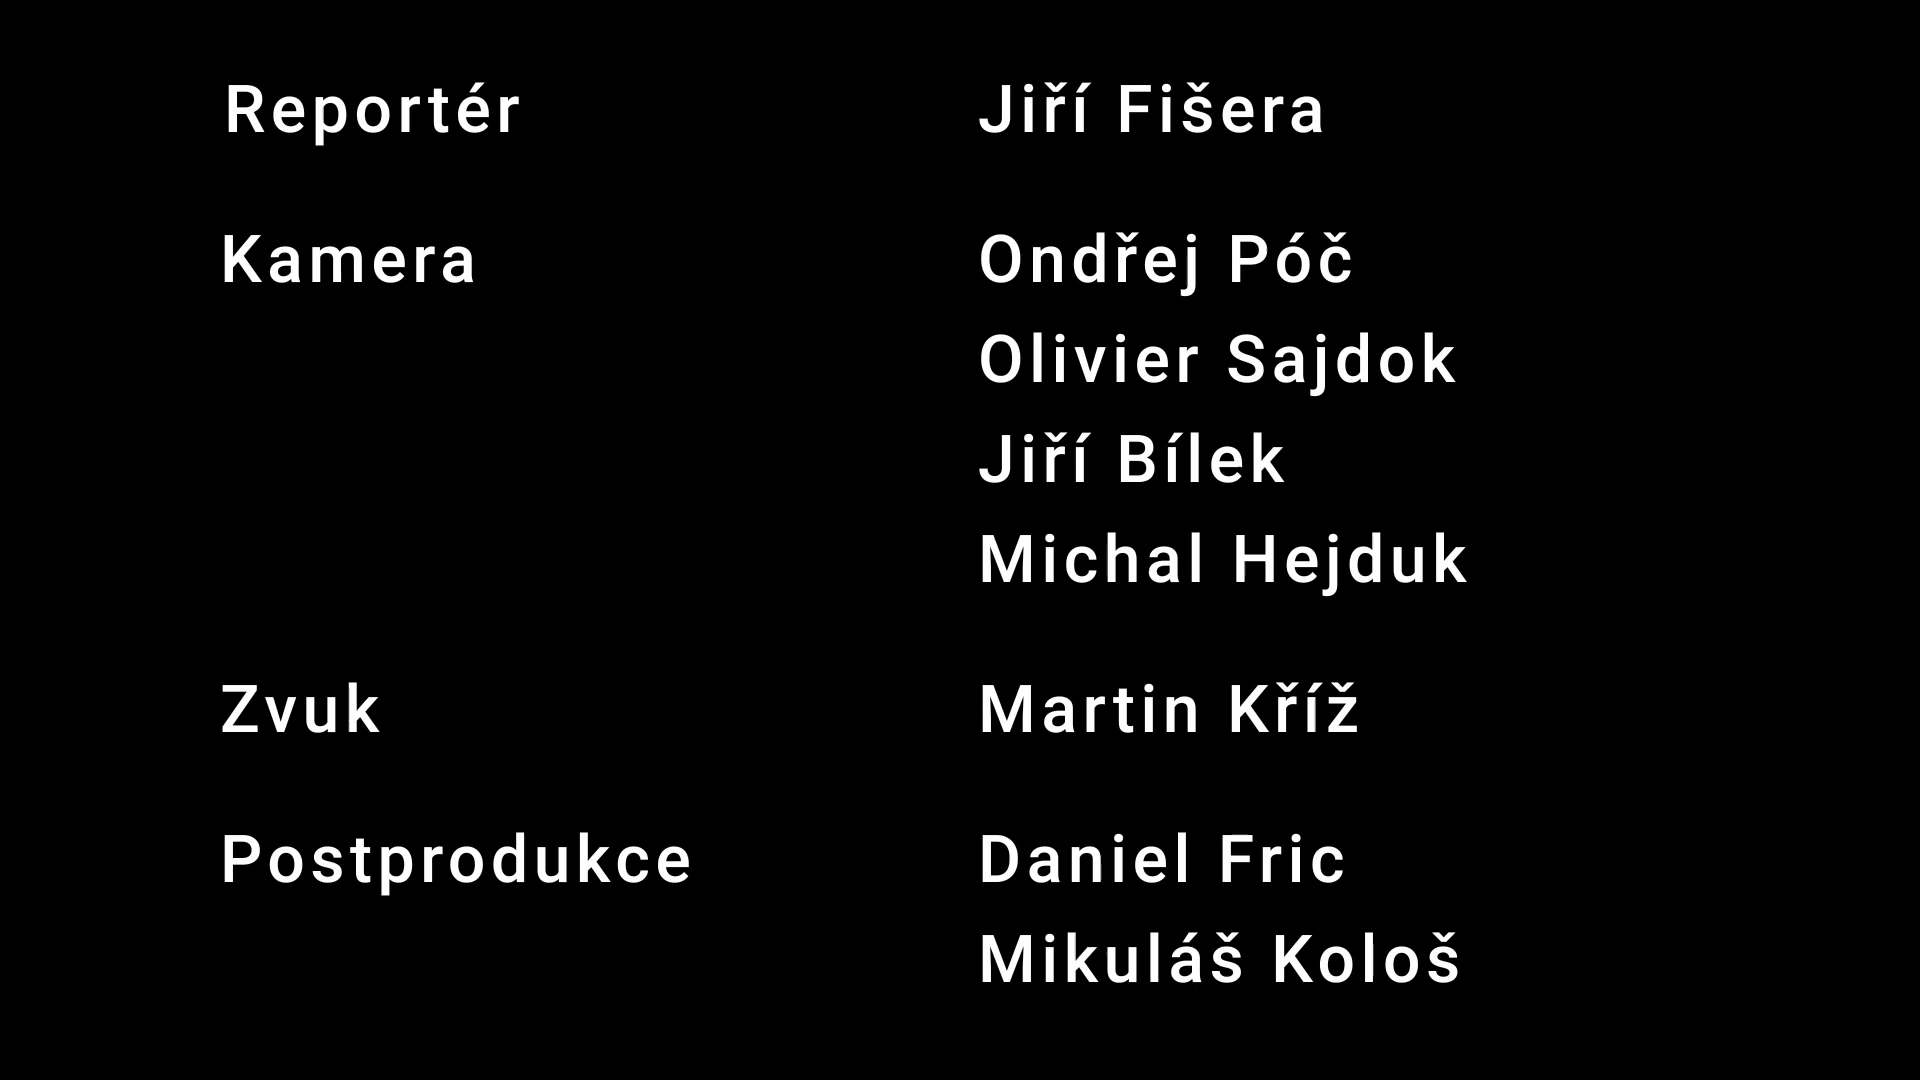 Reportér Jiří Fišera
Kamera Ondřej Póč
Olivier Sajdok
Jiří Bílek
Michal Hejduk
Zvuk Martin Kříž
Postprodukce Daniel Fric
Mikuláš Kološ